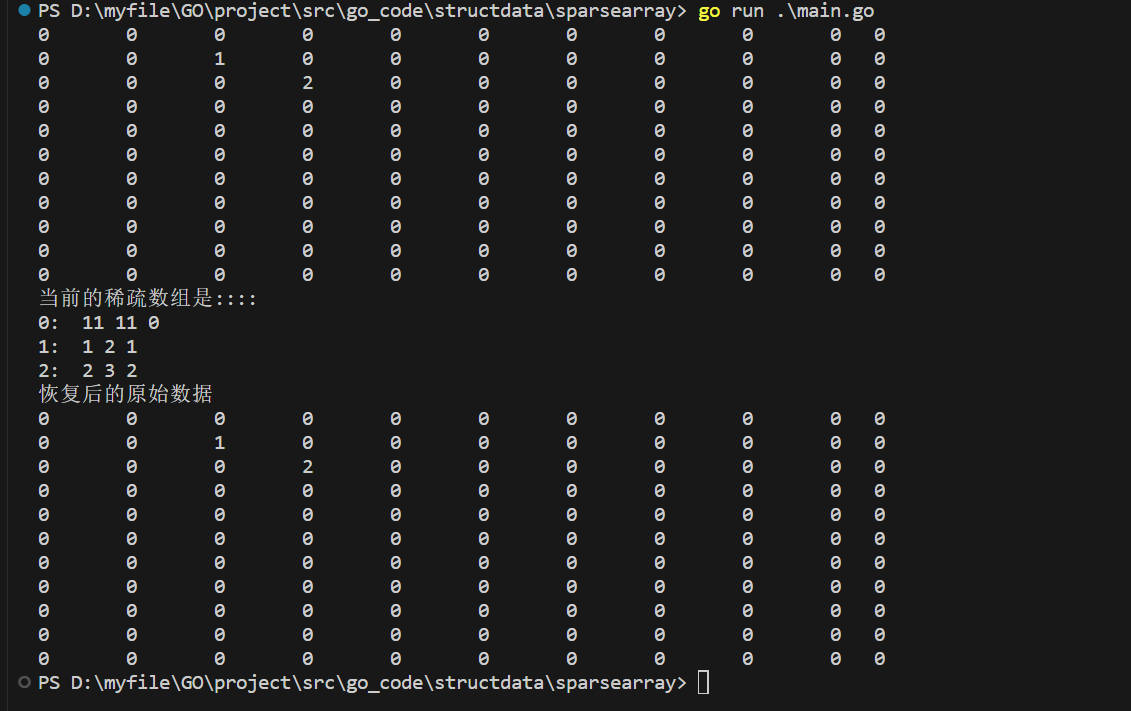 PS D:\myfile\GO\project\src\go_code\structdata\sparsearray> go run .\main.go
0 0 0 0 0 0 0 0 0 0 0
0 0 1 0 0 0 0 0 0 0 0
0 0 0 2 0 0 0 0 0 0 0
0 0 0 0 0 0 0 0 0 0 0
0 0 0 0 0 0 0 0 0 0 0
0 0 0 0 0 0 0 0 0 0 0
0 0 0 0 0 0 0 0 0 0 0
0 0 0 0 0 0 0 0 0 0 0
0 0 0 0 0 0 0 0 0 0 0
0 0 0 0 0 0 0 0 0 0 0
0 0 0 0 0 0 0 0 0 0 0
当前的稀疏数组是::::
0: 11 11 0
1: 1 2 1
2: 2 3 2
恢复后的原始数据
0 0 0 0 0 0 0 0 0 0 0
0 0 1 0 0 0 0 0 0 0 0
0 0 0 2 0 0 0 0 0 0 0
0 0 0 0 0 0 0 0 0 0 0
0 0 0 0 0 0 0 0 0 0 0
0 0 0 0 0 0 0 0 0 0 0
0 0 0 0 0 0 0 0 0 0 0
0 0 0 0 0 0 0 0 0 0 0
0 0 0 0 0 0 0 0 0 0 0
0 0 0 0 0 0 0 0 0 0 0
0 0 0 0 0 0 0 0 0 0 0
PS D:\myfile\GO\project\src\go_code\structdata\sparsearray>